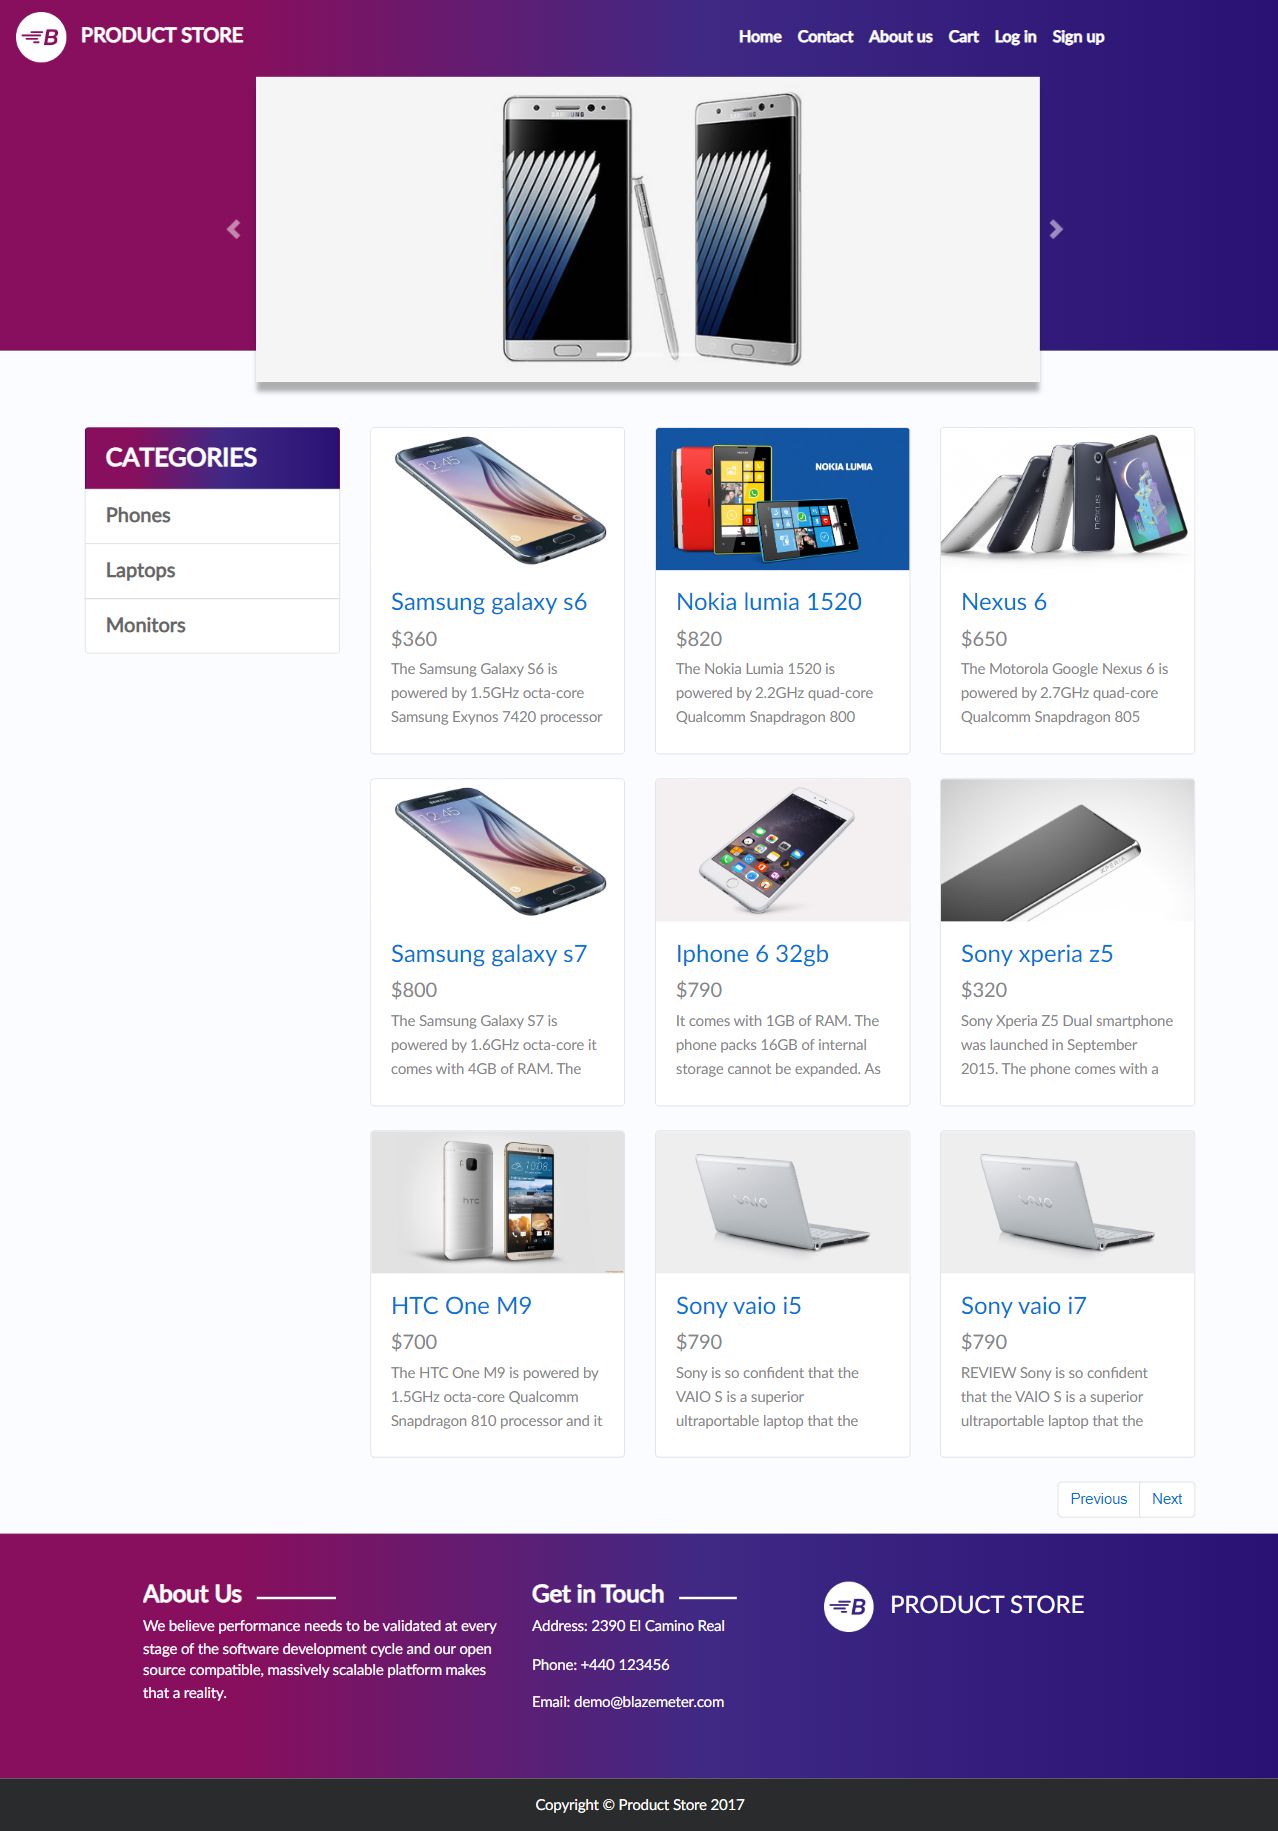 B PRODUCT STORE
Home Contact About us Cart Log in Sign up
SAMSUNG
CATEGORIES
Phones
Laptops
Monitors
12:45
Samsung galaxy s6
$360
The Samsung Galaxy S6 is
powered by 1.5GHz octa-core
Samsung Exynos 7420 processor
NOKIA LUMIA
Nokia lumia 1520
$820
The Nokia Lumia 1520 is
powered by 2.2GHz quad-core
Qualcomm Snapdragon 800
nexus
Nexus 6
$650
The Motorola Google Nexus 6 is
powered by 2.7GHz quad-core
Qualcomm Snapdragon 805
12:45
Samsung galaxy s7
$800
The Samsung Galaxy S7 is
powered by 1.6GHz octa-core it
comes with 4GB of RAM. The
Iphone 6 32gb
$790
It comes with 1GB of RAM. The
phone packs 16GB of internal
storage cannot be expanded. As
XPERIA
Sony xperia z5
$320
Sony Xperia Z5 Dual smartphone
was launched in September
2015. The phone comes with a
hTC
10:08
HTC One M9
$700
The HTC One M9 is powered by
1.5GHz octa-core Qualcomm
Snapdragon 810 processor and it
VAIO
Sony vaio i5
$790
Sony is so confident that the
VAIO S is a superior
ultraportable laptop that the
VAIO
Sony vaio i7
$790
REVIEW Sony is so confident
that the VAIO S is a superior
ultraportable laptop that the
Previous Next
About Us
We believe performance needs to be validated at every
stage of the software development cycle and our open
source compatible, massively scalable platform makes
that a reality.
Get in Touch
Address: 2390 El Camino Real
Phone: +440 123456
Email: demo@blazemeter.com
B PRODUCT STORE
Copyright © Product Store 2017